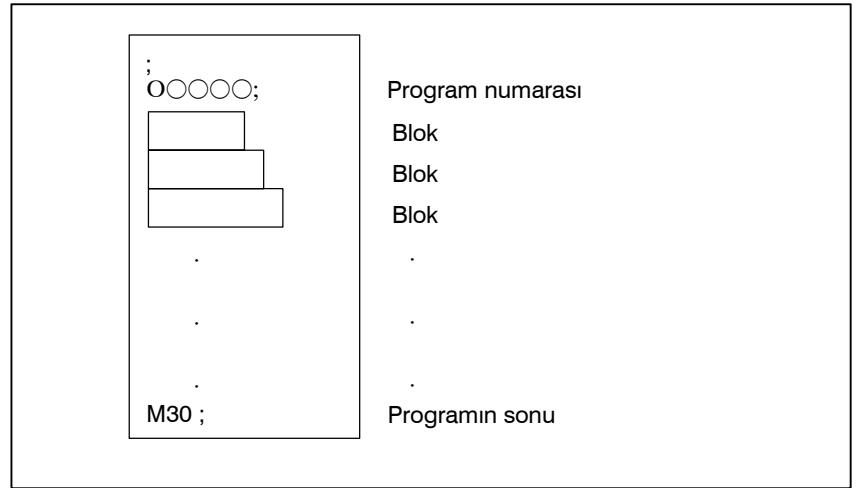 ;
O○○○○; Program numarası
Blok
Blok
Blok
. .
. .
. .
M30 ; Programın sonu